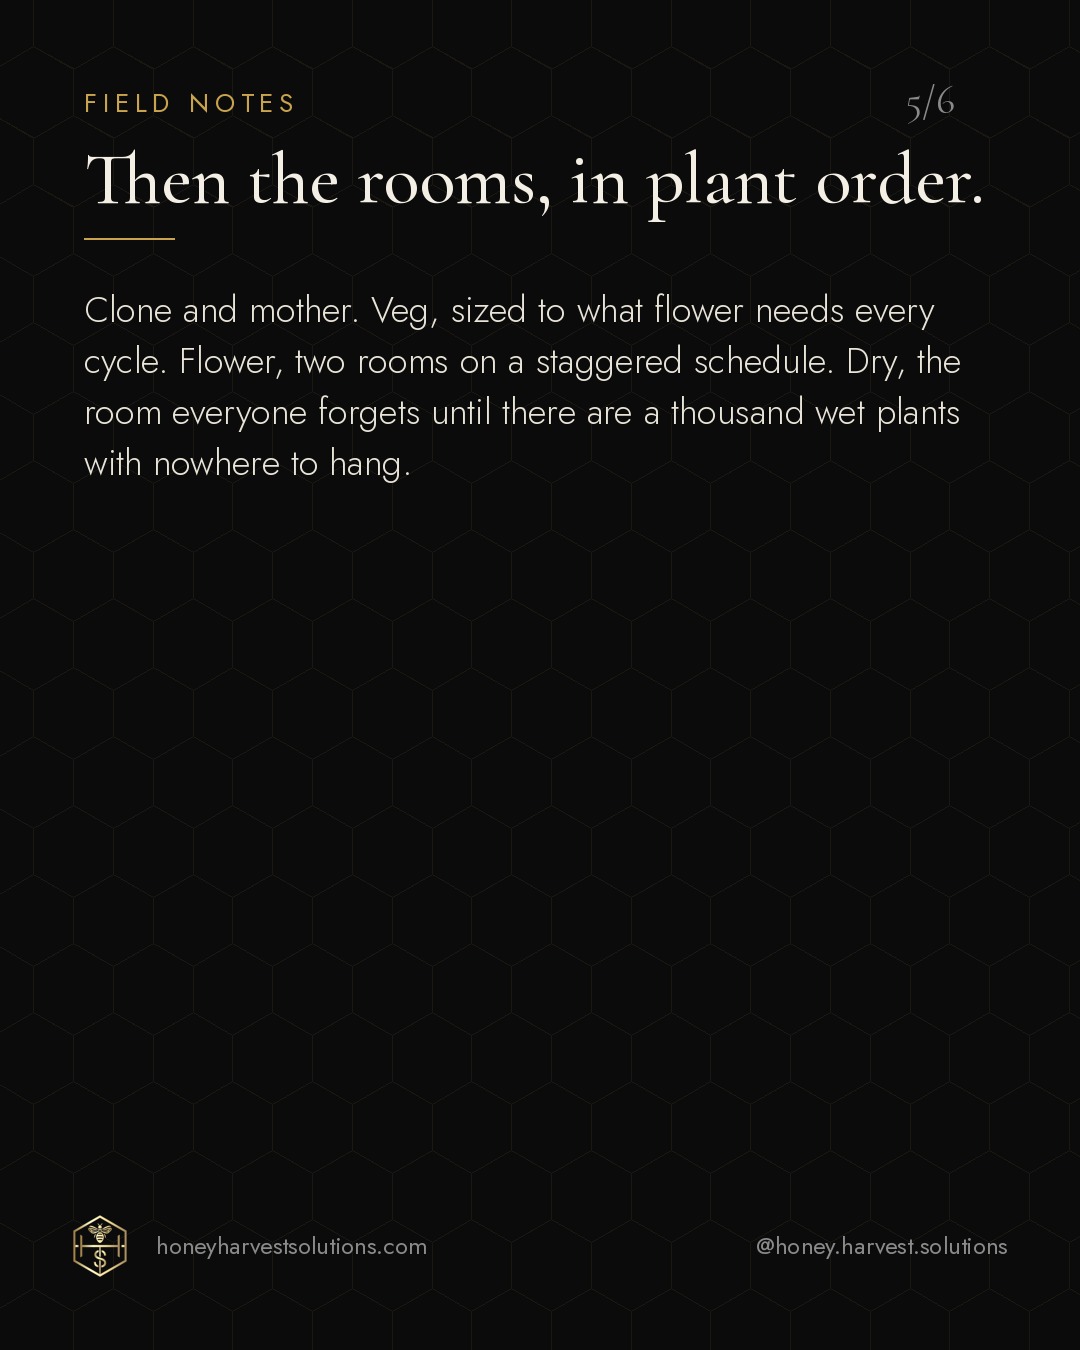 FIELD NOTES
5/6
Then the rooms, in plant order.
Clone and mother. Veg, sized to what flower needs every
cycle. Flower, two rooms on a staggered schedule. Dry, the
room everyone forgets until there are a thousand wet plants
with nowhere to hang.
H S
honeyharvestsolutions.com
@honey.harvest.solutions